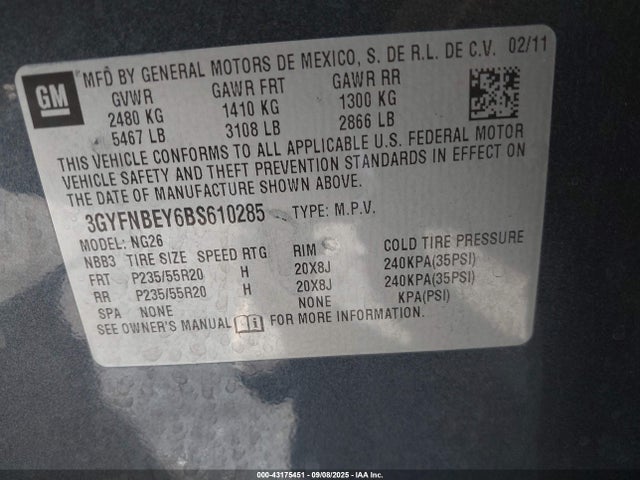 GM
MFD BY GENERAL MOTORS DE MEXICO, S. DE R.L. DE C.V. 02/11
GVWR GAWR FRT GAWR RR
2480 KG 1410 KG 1300 KG
5467 LB 3108 LB 2866 LB
THIS VEHICLE CONFORMS TO ALL APPLICABLE U.S. FEDERAL MOTOR
VEHICLE SAFETY AND THEFT PREVENTION STANDARDS IN EFFECT ON
THE DATE OF MANUFACTURE SHOWN ABOVE.
3GYFNBEY6BS610285 TYPE: M.P.V.
MODEL: NG26
NBB3 TIRE SIZE SPEED RTG RIM COLD TIRE PRESSURE
FRT P235/55R20 H 20X8J 240KPA(35PSI)
RR P235/55R20 H 20X8J 240KPA(35PSI)
SPA NONE NONE KPA(PSI)
SEE OWNER'S MANUAL FOR MORE INFORMATION.
000-43175451 - 09/08/2025 - IAA Inc.